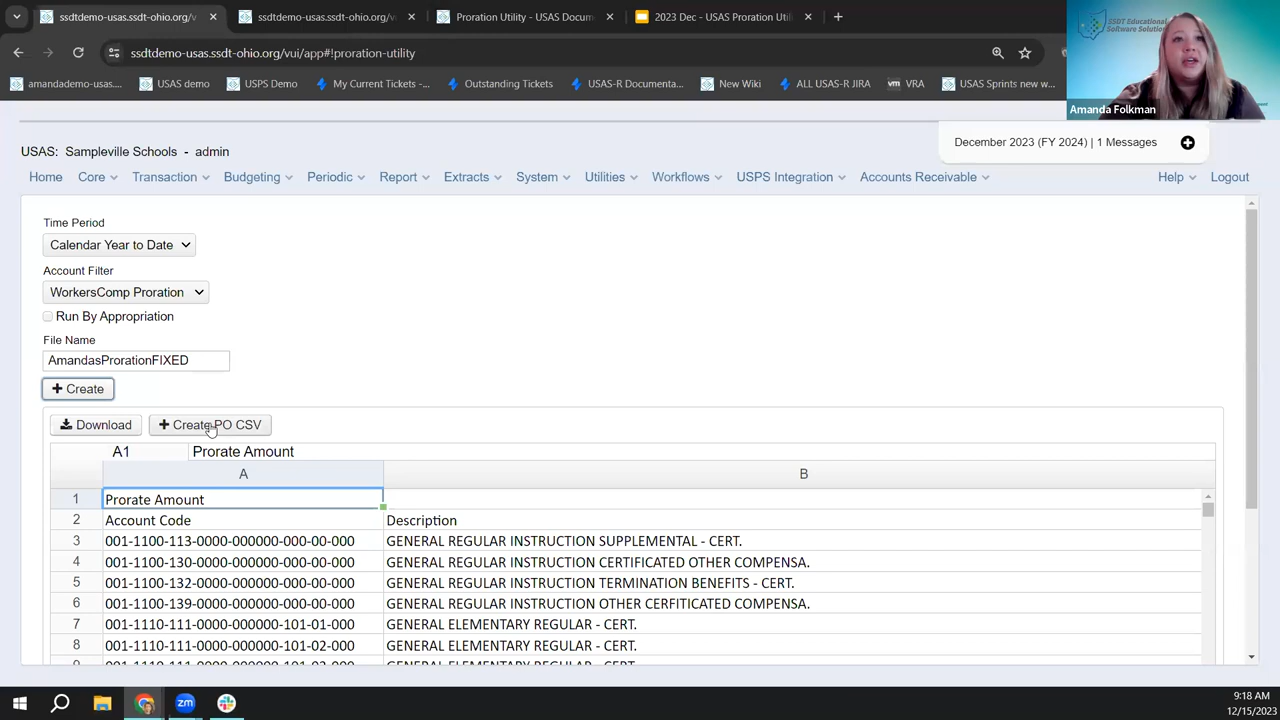 ssdtdemo-usas.ssdt-ohio.org/v
ssdtdemo-usas.ssdt-ohio.org/vi
Proration Utility - USAS Docum
2023 Dec - USAS Proration Util
SSDT Educational
Software Solution
ssdtdemo-usas.ssdt-ohio.org/vui/app#!proration-utility
amandademo-usas....
USAS demo
USPS Demo
My Current Tickets -...
Outstanding Tickets
USAS-R Documenta...
New Wiki
ALL USAS-R JIRA
vm VRA
USAS Sprints new w...
Amanda Folkman
December 2023 (FY 2024) | 1 Messages
USAS: Sampleville Schools - admin
Home Core Transaction Budgeting Periodic Report Extracts System Utilities Workflows USPS Integration Accounts Receivable Help Logout
Time Period
Calendar Year to Date
Account Filter
WorkersComp Proration
Run By Appropriation
File Name
AmandasProrationFIXED
+ Create
Download + Create PO CSV
A1 Prorate Amount
A B
1 Prorate Amount
2 Account Code Description
3 001-1100-113-0000-000000-000-00-000 GENERAL REGULAR INSTRUCTION SUPPLEMENTAL - CERT.
4 001-1100-130-0000-000000-000-00-000 GENERAL REGULAR INSTRUCTION CERTIFICATED OTHER COMPENSA.
5 001-1100-132-0000-000000-000-00-000 GENERAL REGULAR INSTRUCTION TERMINATION BENEFITS - CERT.
6 001-1100-139-0000-000000-000-00-000 GENERAL REGULAR INSTRUCTION OTHER CERFITICATED COMPENSA.
7 001-1110-111-0000-000000-101-01-000 GENERAL ELEMENTARY REGULAR - CERT.
8 001-1110-111-0000-000000-101-02-000 GENERAL ELEMENTARY REGULAR - CERT.
zm
9:18 AM
12/15/2023